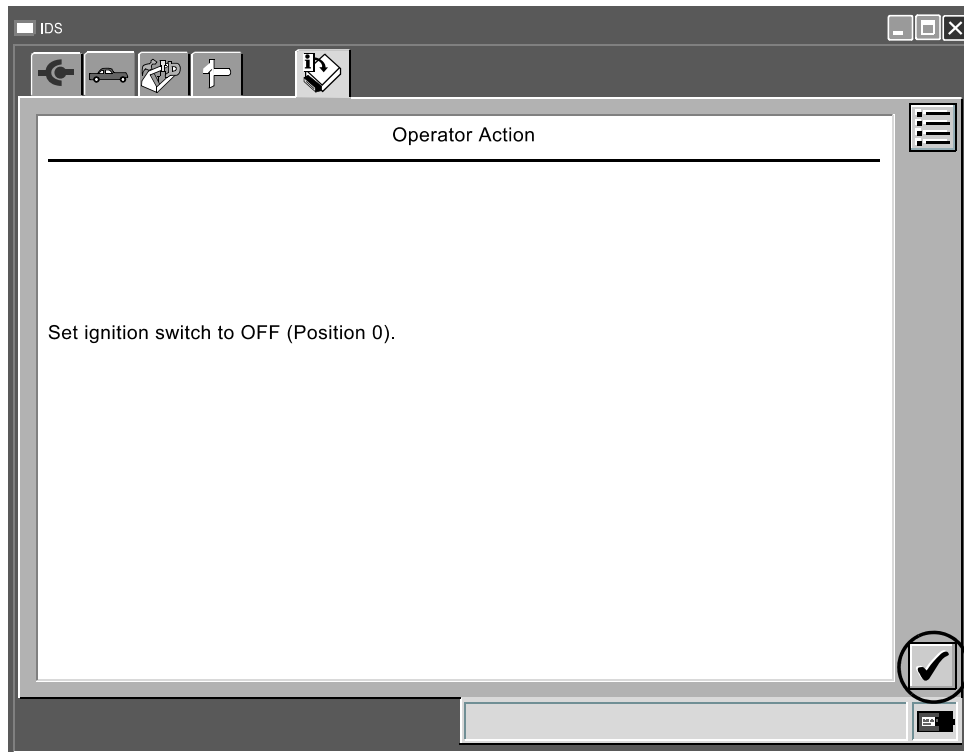 IDS
Operator Action
Set ignition switch to OFF (Position 0).